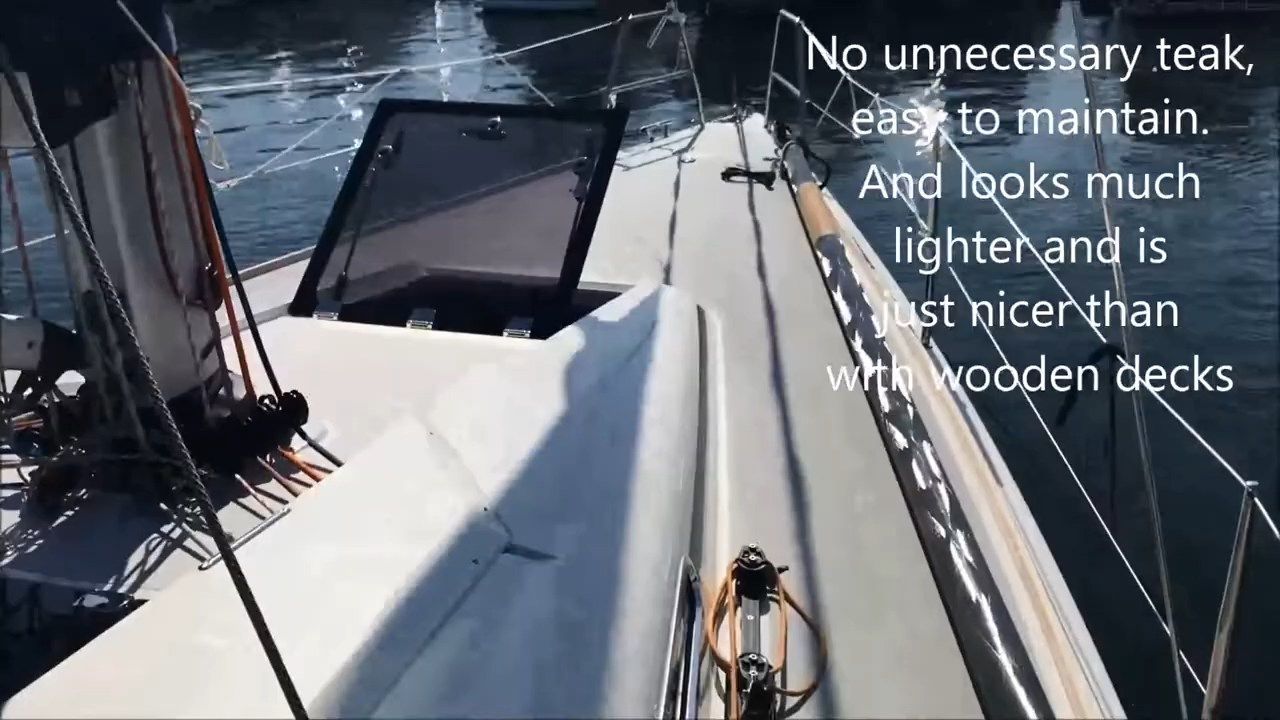 No unnecessary teak,
easy to maintain.
And looks much
lighter and is
just nicer than
with wooden decks